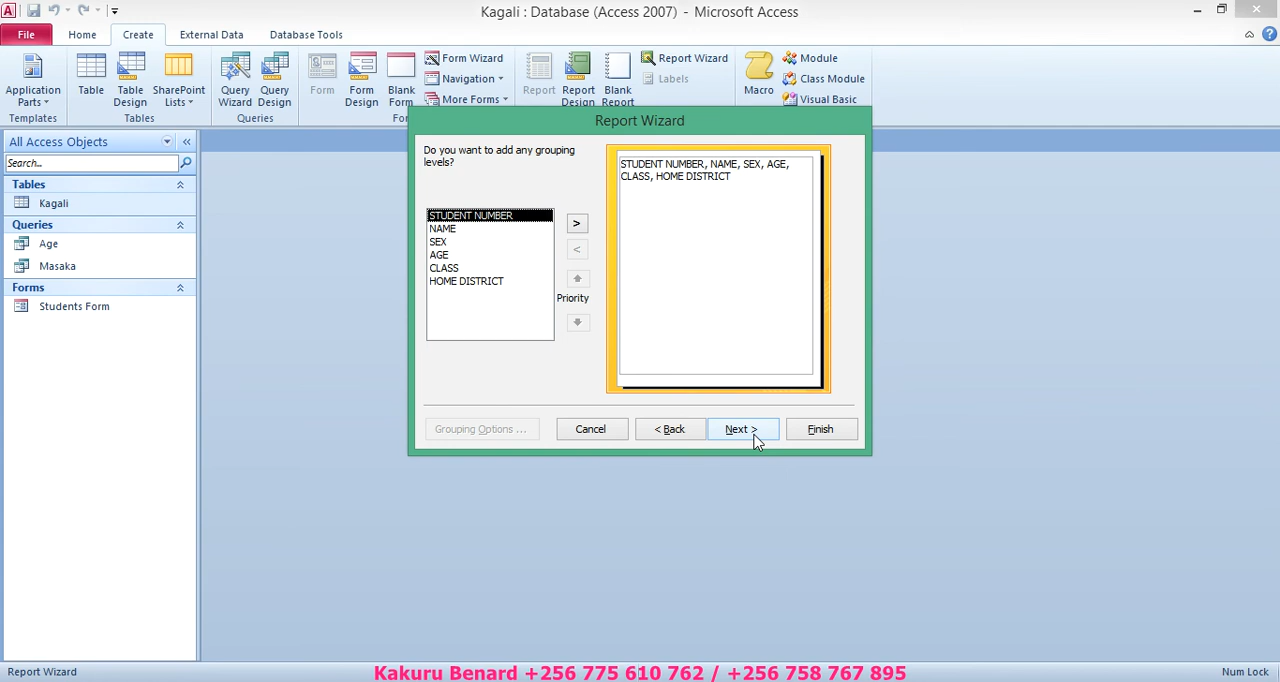 Kagali : Database (Access 2007) - Microsoft Access
File Home Create External Data Database Tools
Application Parts
Table
Table Design
SharePoint Lists
Query Wizard
Query Design
Form
Form Design
Blank Form
Form Wizard
Navigation
More Forms
Report
Report Design
Blank Report
Report Wizard
Labels
Macro
Module
Class Module
Visual Basic
Templates
Tables
Queries
For
All Access Objects
Search...
Tables
Kagali
Queries
Age
Masaka
Forms
Students Form
Report Wizard
Do you want to add any grouping
levels?
STUDENT NUMBER
NAME
SEX
AGE
CLASS
HOME DISTRICT
>
<
Priority
STUDENT NUMBER, NAME, SEX, AGE,
CLASS, HOME DISTRICT
Grouping Options ... Cancel < Back Next > Finish
Report Wizard
Kakuru Benard +256 775 610 762 / +256 758 767 895
Num Lock